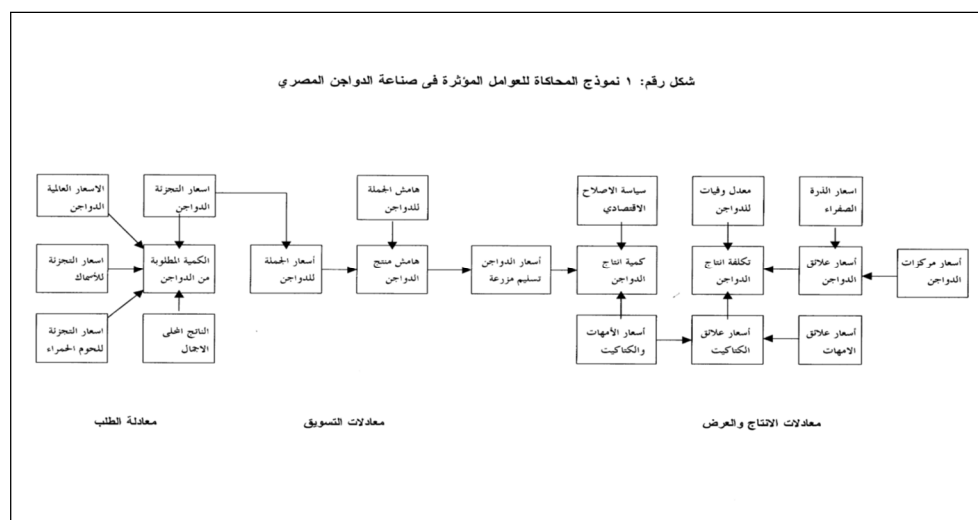 شكل رقم: ١ نموذج المحاكاة للعوامل المؤثرة فى صناعة الدواجن المصري
اسعار الذرة
الصفراء
معدل وفيات
للدواجن
سياسة الاصلاح
الاقتصادي
هامش الجملة
للدواجن
اسعار التجزئة
الدواجن
الاسعار العالمية
الدواجن
أسعار مركزات
الدواجن
أسعار علائق
الدواجن
تكلفة انتاج
الدواجن
كمية انتاج
الدواجن
أسعار الدواجن
تسليم مزرعة
هامش منتج
الدواجن
أسعار الجملة
للدواجن
الكمية المطلوبة
من الدواجن
اسعار التجزئة
للأسماك
أسعار علائق
الامهات
أسعار علائق
الكتاكيت
أسعار الأمهات
والكتاكيت
الناتج المحلى
الاجمال
اسعار التجزئة
للحوم الحمراء
معادلات الانتاج والعرض
معادلات التسويق
معادلة الطلب